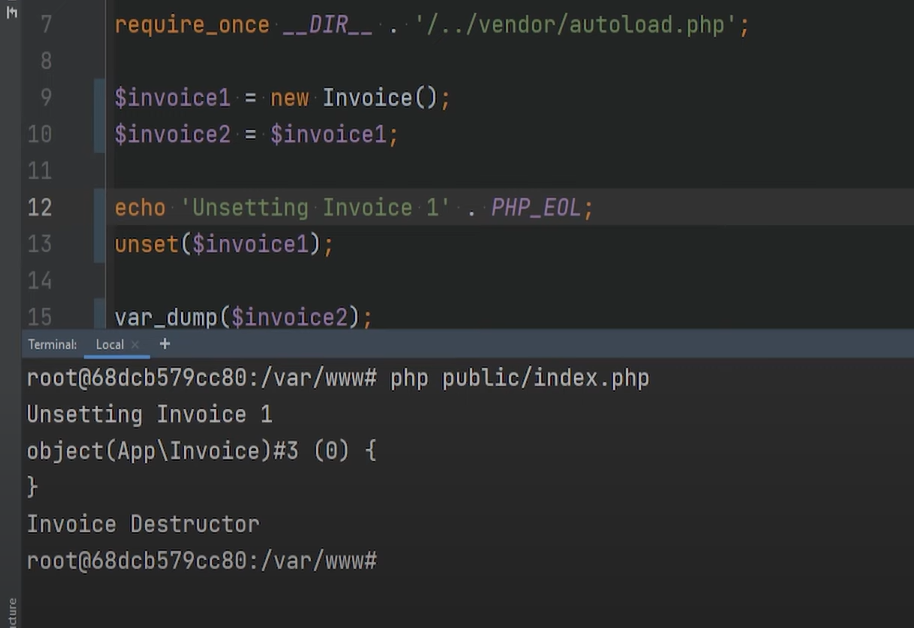 7 require_once __DIR__ . '/../vendor/autoload.php';
8
9 $invoice1 = new Invoice();
10 $invoice2 = $invoice1;
11
12 echo 'Unsetting Invoice 1' . PHP_EOL;
13 unset($invoice1);
14
15 var_dump($invoice2);
Terminal: Local × +
root@68dcb579cc80:/var/www# php public/index.php
Unsetting Invoice 1
object(App\Invoice)#3 (0) {
}
Invoice Destructor
root@68dcb579cc80:/var/www#
cture